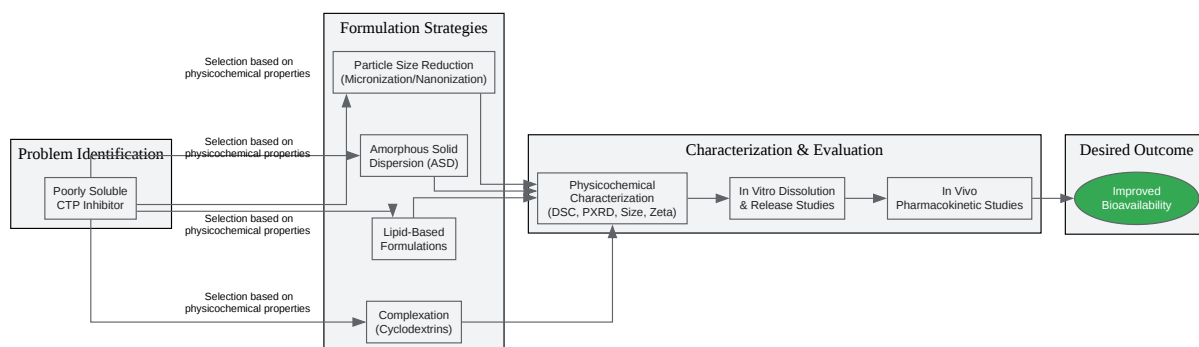 Problem Identification
Poorly Soluble
CTP Inhibitor
Selection based on
physicochemical properties
Selection based on
physicochemical properties
Selection based on
physicochemical properties
Selection based on
physicochemical properties
Formulation Strategies
Particle Size Reduction
(Micronization/Nanonization)
Amorphous Solid
Dispersion (ASD)
Lipid-Based
Formulations
Complexation
(Cyclodextrins)
Characterization & Evaluation
Physicochemical
Characterization
(DSC, PXRD, Size, Zeta)
In Vitro Dissolution
& Release Studies
In Vivo
Pharmacokinetic Studies
Desired Outcome
Improved
Bioavailability